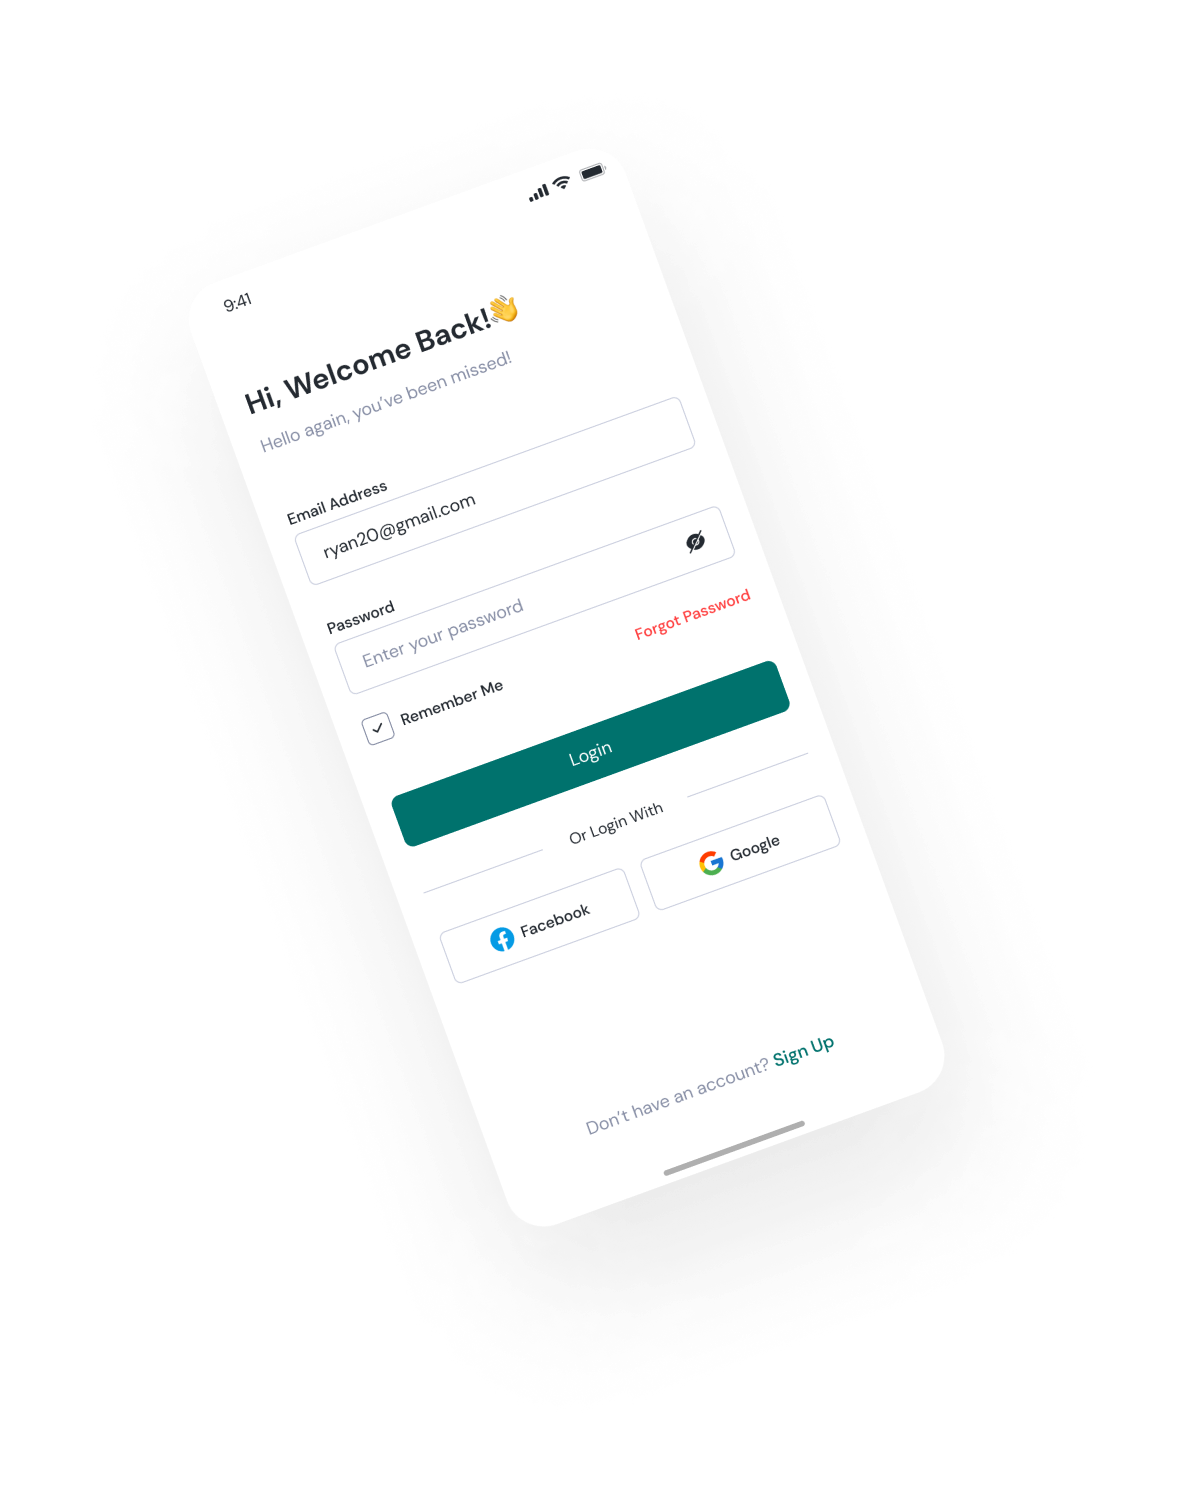 9:41
Hi, Welcome Back!👋
Hello again, you've been missed!
Email Address
ryan20@gmail.com
Password
Enter your password
Remember Me
Forgot Password
Login
Or Login With
Facebook
Google
Don't have an account? Sign Up